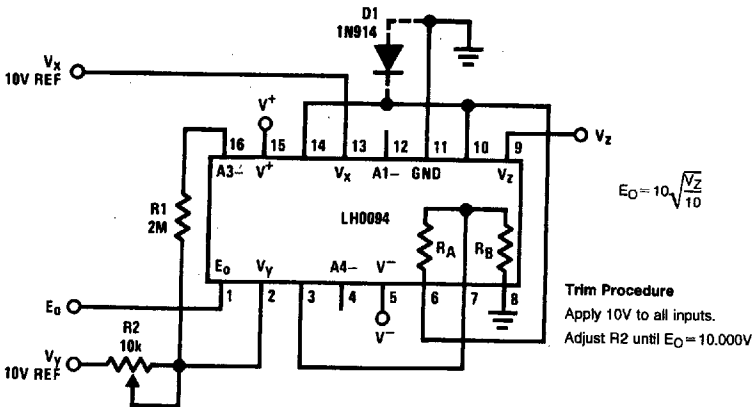 D1
1N914
Vx
10V REF
V+
Vz
16 15 14 13 12 11 10 9
A3− V+ Vx A1− GND Vz
R1
2M
LH0094
RA RB
Eo Vy A4− V−
1 2 3 4 5 6 7 8
Eo
V−
R2
10k
Vy
10V REF
EO=10√VZ/10
Trim Procedure
Apply 10V to all inputs.
Adjust R2 until EO=10.000V